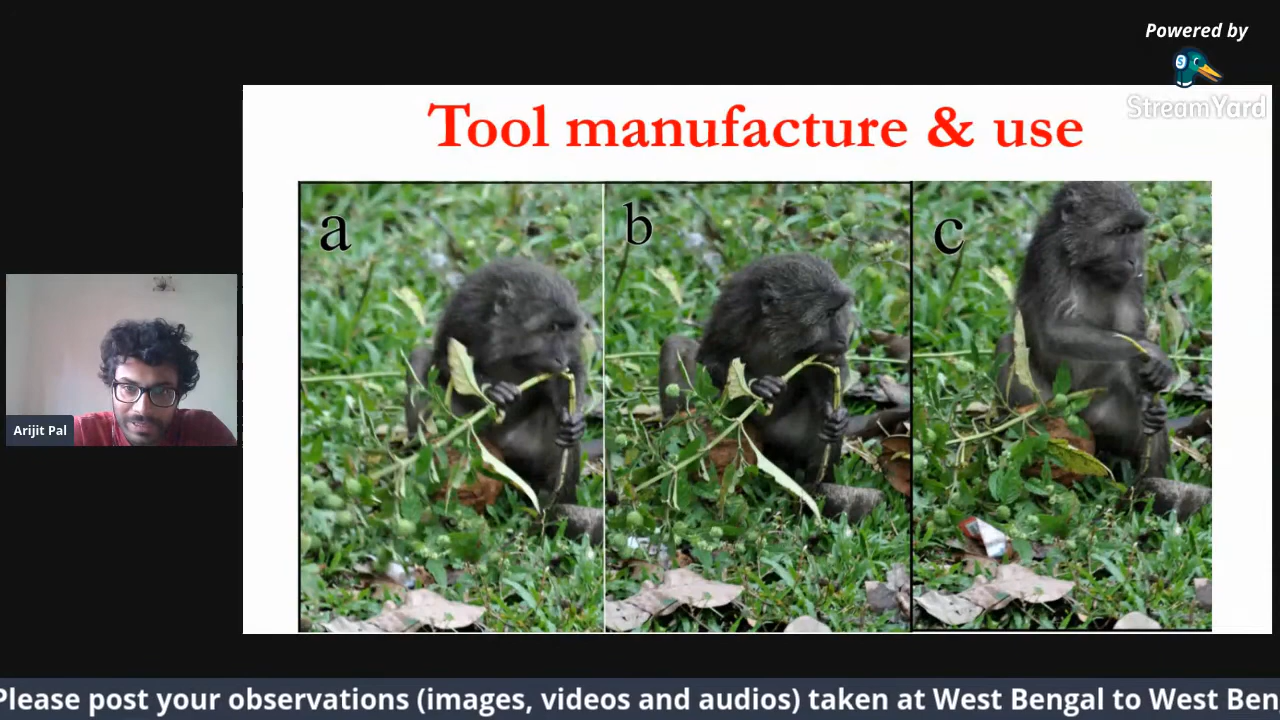 Powered by
StreamYard
Tool manufacture & use
a
b
c
Arijit Pal
Please post your observations (images, videos and audios) taken at West Bengal to West Ben